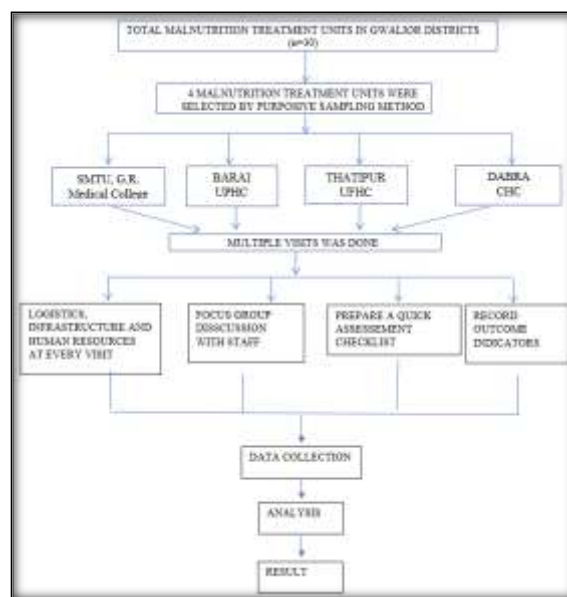 TOTAL MALNUTRITION TREATMENT UNITS IN GWALIOR DISTRICTS
(n=10)
4 MALNUTRITION TREATMENT UNITS WERE
SELECTED BY PURPOSIVE SAMPLING METHOD
SMTU, G.R.
Medical College
BARAI
UPHC
THATIPUR
UPHC
DABRA
CHC
MULTIPLE VISITS WAS DONE
LOGISTICS,
INFRASTRUCTURE AND
HUMAN RESOURCES
AT EVERY VISIT
FOCUS GROUP
DISSCUSSION
WITH STAFF
PREPARE A QUICK
ASSESSEMENT
CHECKLIST
RECORD
OUTCOME
INDICATORS
DATA COLLECTION
ANALYSIS
RESULT